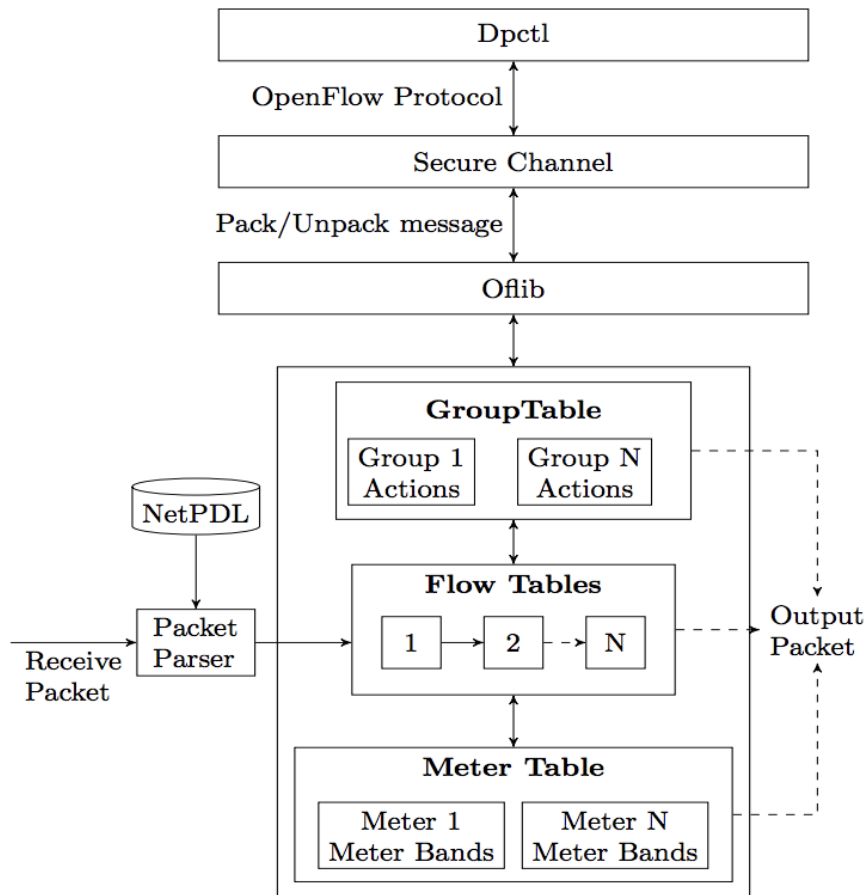 Dpctl
OpenFlow Protocol
Secure Channel
Pack/Unpack message
Oflib
GroupTable
Group 1
Actions
Group N
Actions
NetPDL
Flow Tables
1
2
N
Packet
Parser
Receive
Packet
Output
Packet
Meter Table
Meter 1
Meter Bands
Meter N
Meter Bands